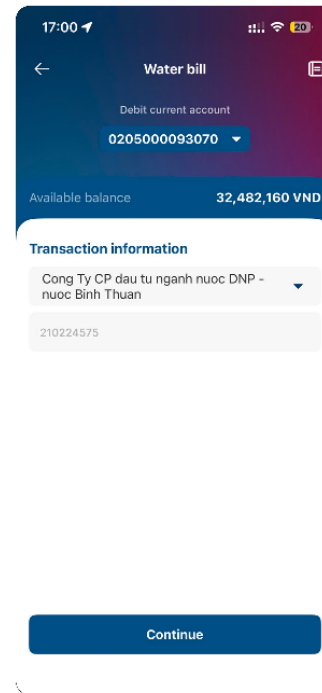 17:00
20
Water bill
Debit current account
0205000093070
Available balance 32,482,160 VND
Transaction information
Cong Ty CP dau tu nganh nuoc DNP -
nuoc Binh Thuan
210224575
Continue